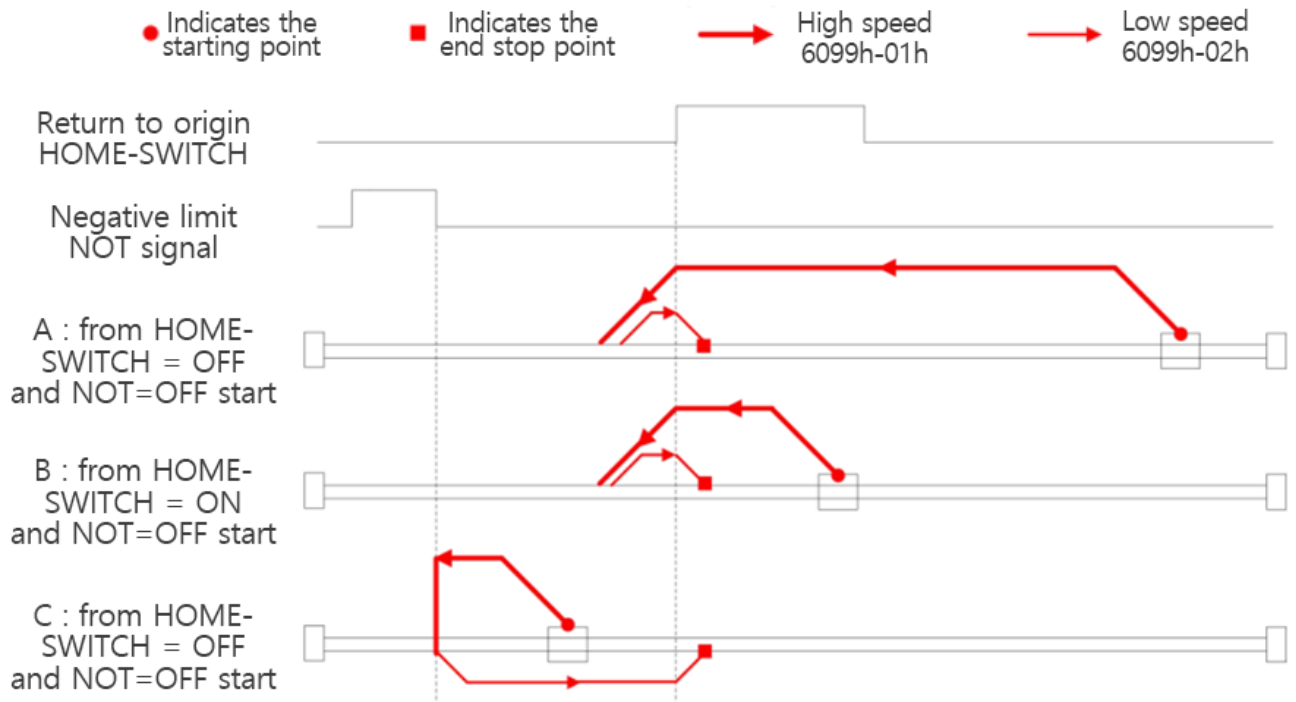 Indicates the
starting point
Indicates the
end stop point
High speed
6099h-01h
Low speed
6099h-02h
Return to origin
HOME-SWITCH
Negative limit
NOT signal
A : from HOME-
SWITCH = OFF
and NOT=OFF start
B : from HOME-
SWITCH = ON
and NOT=OFF start
C : from HOME-
SWITCH = OFF
and NOT=OFF start